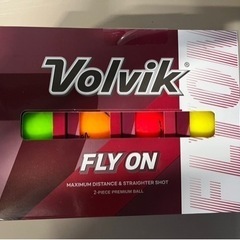 Volvik
FLY ON
MAXIMUM DISTANCE & STRAIGHTER SHOT
2-PIECE PREMIUM BALL
FLY ON